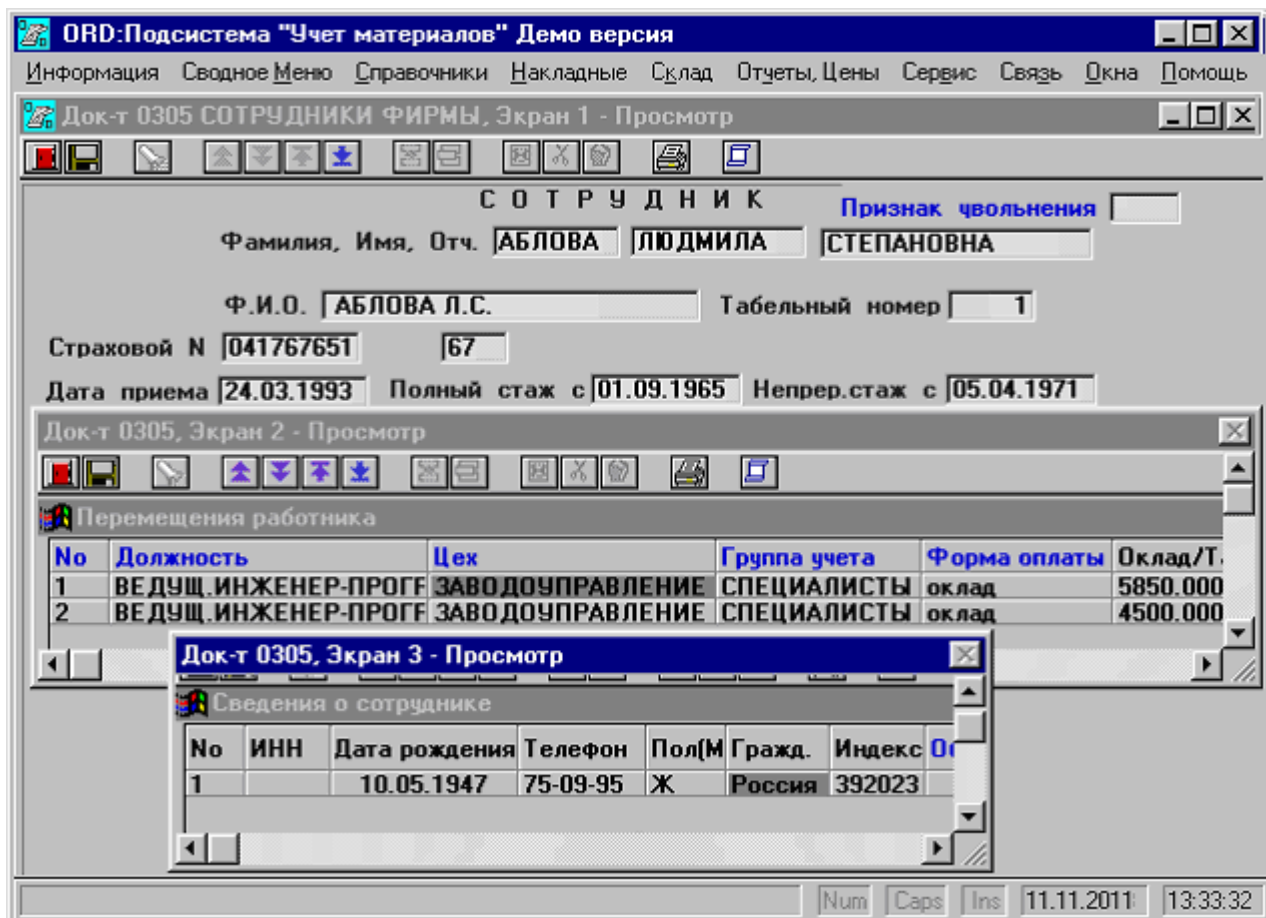 ORD:Подсистема "Учет материалов" Демо версия
Информация Сводное Меню Справочники Накладные Склад Отчеты, Цены Сервис Связь Окна Помощь
Док-т 0305 СОТРУДНИКИ ФИРМЫ, Экран 1 - Просмотр
С О Т Р У Д Н И К
Признак увольнения
Фамилия, Имя, Отч. АБЛОВА ЛЮДМИЛА СТЕПАНОВНА
Ф.И.О. АБЛОВА Л.С. Табельный номер 1
Страховой N 041767651 67
Дата приема 24.03.1993 Полный стаж с 01.09.1965 Непрер.стаж с 05.04.1971
Док-т 0305, Экран 2 - Просмотр
Перемещения работника
No Должность Цех Группа учета Форма оплаты Оклад/Т.
1 ВЕДУЩ.ИНЖЕНЕР-ПРОГР ЗАВОДОУПРАВЛЕНИЕ СПЕЦИАЛИСТЫ оклад 5850.000
2 ВЕДУЩ.ИНЖЕНЕР-ПРОГР ЗАВОДОУПРАВЛЕНИЕ СПЕЦИАЛИСТЫ оклад 4500.000
Док-т 0305, Экран 3 - Просмотр
Сведения о сотруднике
No ИНН Дата рождения Телефон Пол(М Гражд. Индекс
1 10.05.1947 75-09-95 Ж Россия 392023
Num Caps Ins 11.11.2011 13:33:32